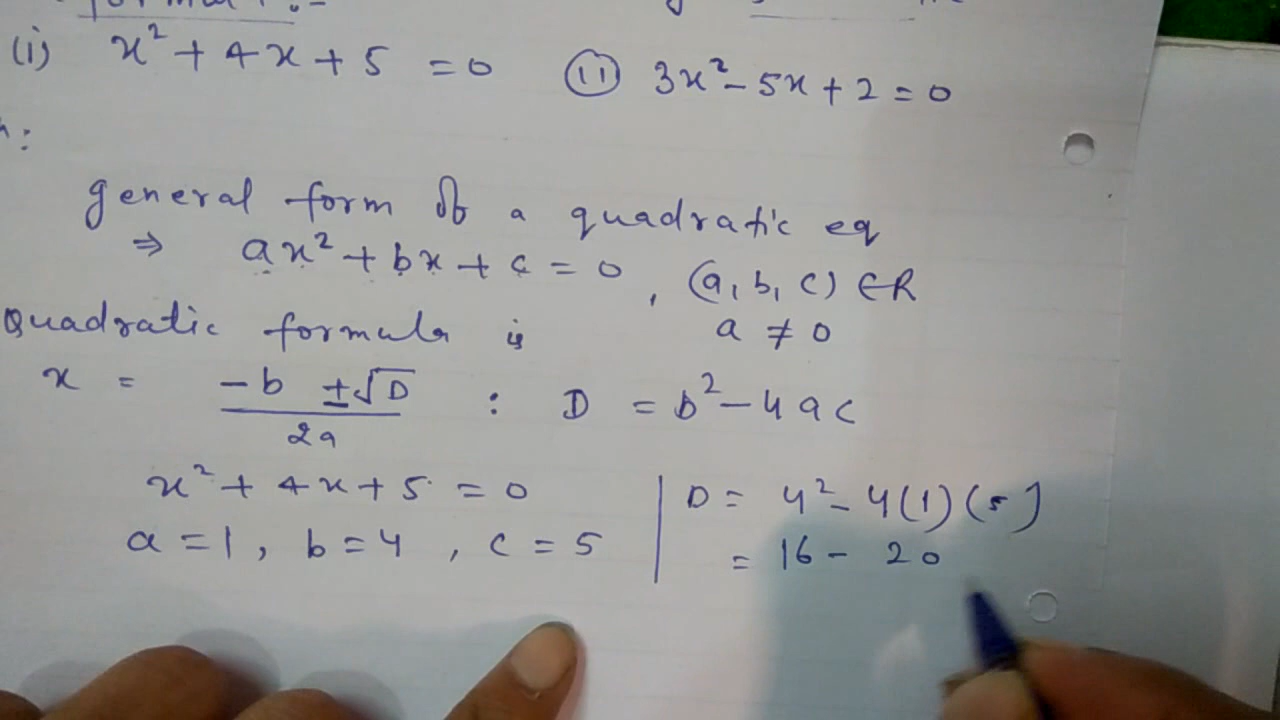 (i) x² + 4x + 5 = 0 (ii) 3x² - 5x + 2 = 0
general form of a quadratic eq
⇒ ax² + bx + c = 0, (a, b, c) ∈ R
a ≠ 0
Quadratic formula is
x = (-b ± √D)/2a : D = b² - 4ac
x² + 4x + 5 = 0 | D = 4² - 4(1)(5)
a = 1, b = 4, c = 5 | = 16 - 20